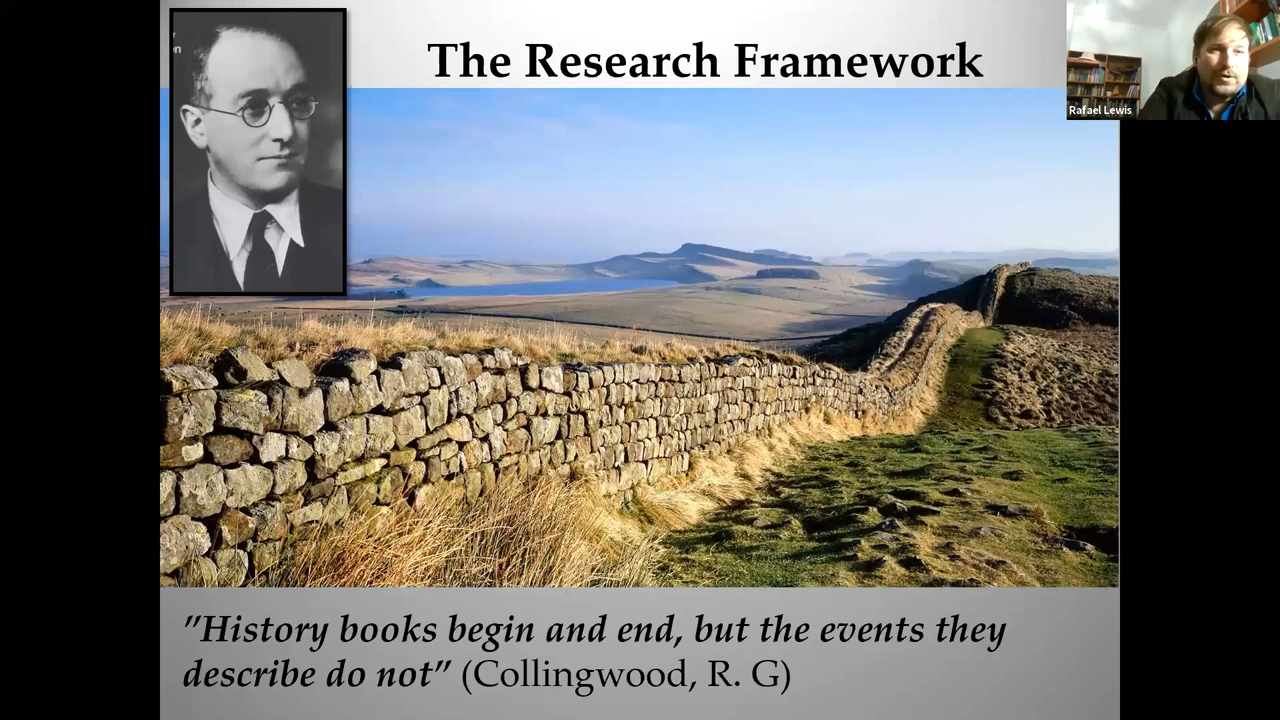 The Research Framework
Rafael Lewis
"History books begin and end, but the events they
describe do not" (Collingwood, R. G)